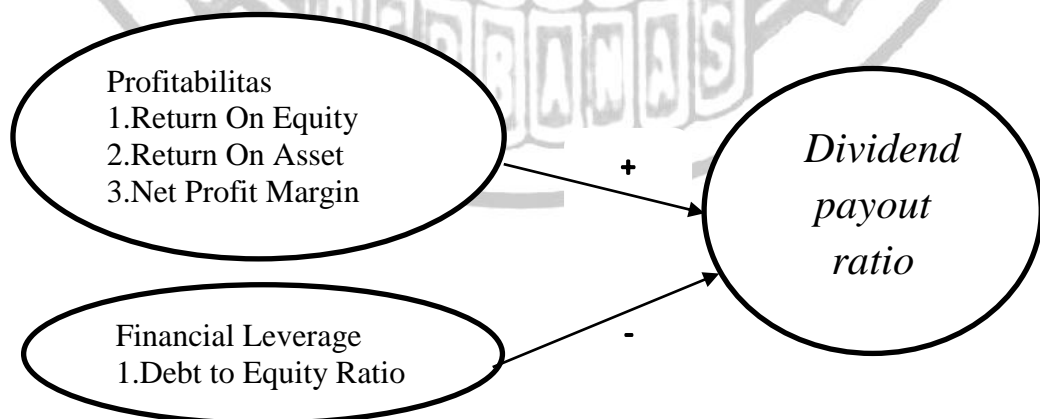 Profitabilitas
1.Return On Equity
2.Return On Asset
3.Net Profit Margin
+
Dividend
payout
ratio
Financial Leverage
1.Debt to Equity Ratio
-